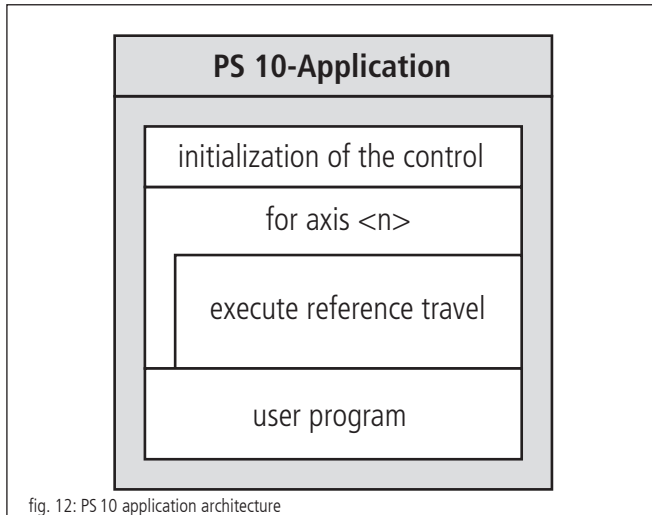 PS 10-Application
initialization of the control
for axis <n>
execute reference travel
user program
fig. 12: PS 10 application architecture